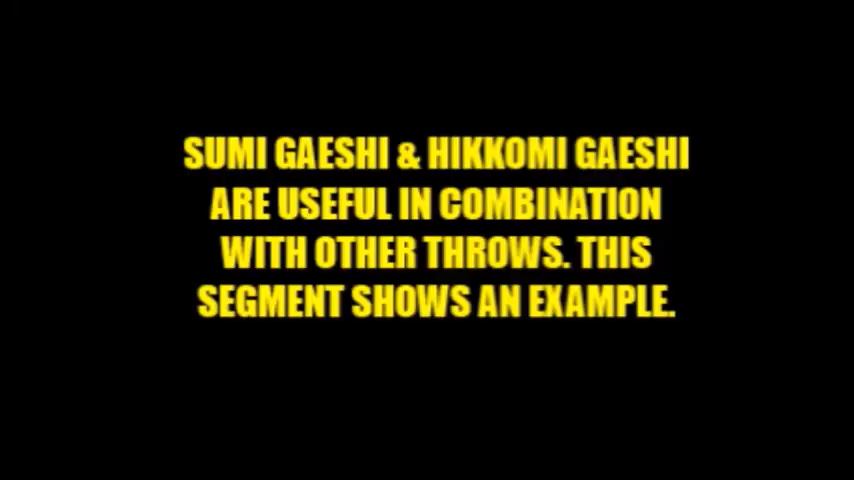 SUMI GAESHI & HIKKOMI GAESHI
ARE USEFUL IN COMBINATION
WITH OTHER THROWS. THIS
SEGMENT SHOWS AN EXAMPLE.